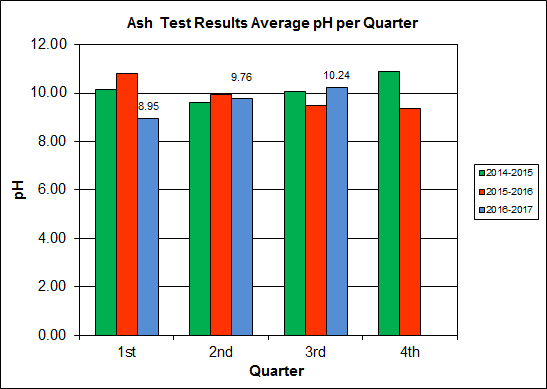 Ash  Test Results Average pH per Quarter
12.00
10.00
8.00
6.00
4.00
2.00
0.00
pH
8.95
9.76
10.24
1st
2nd
3rd
4th
Quarter
2014-2015
2015-2016
2016-2017